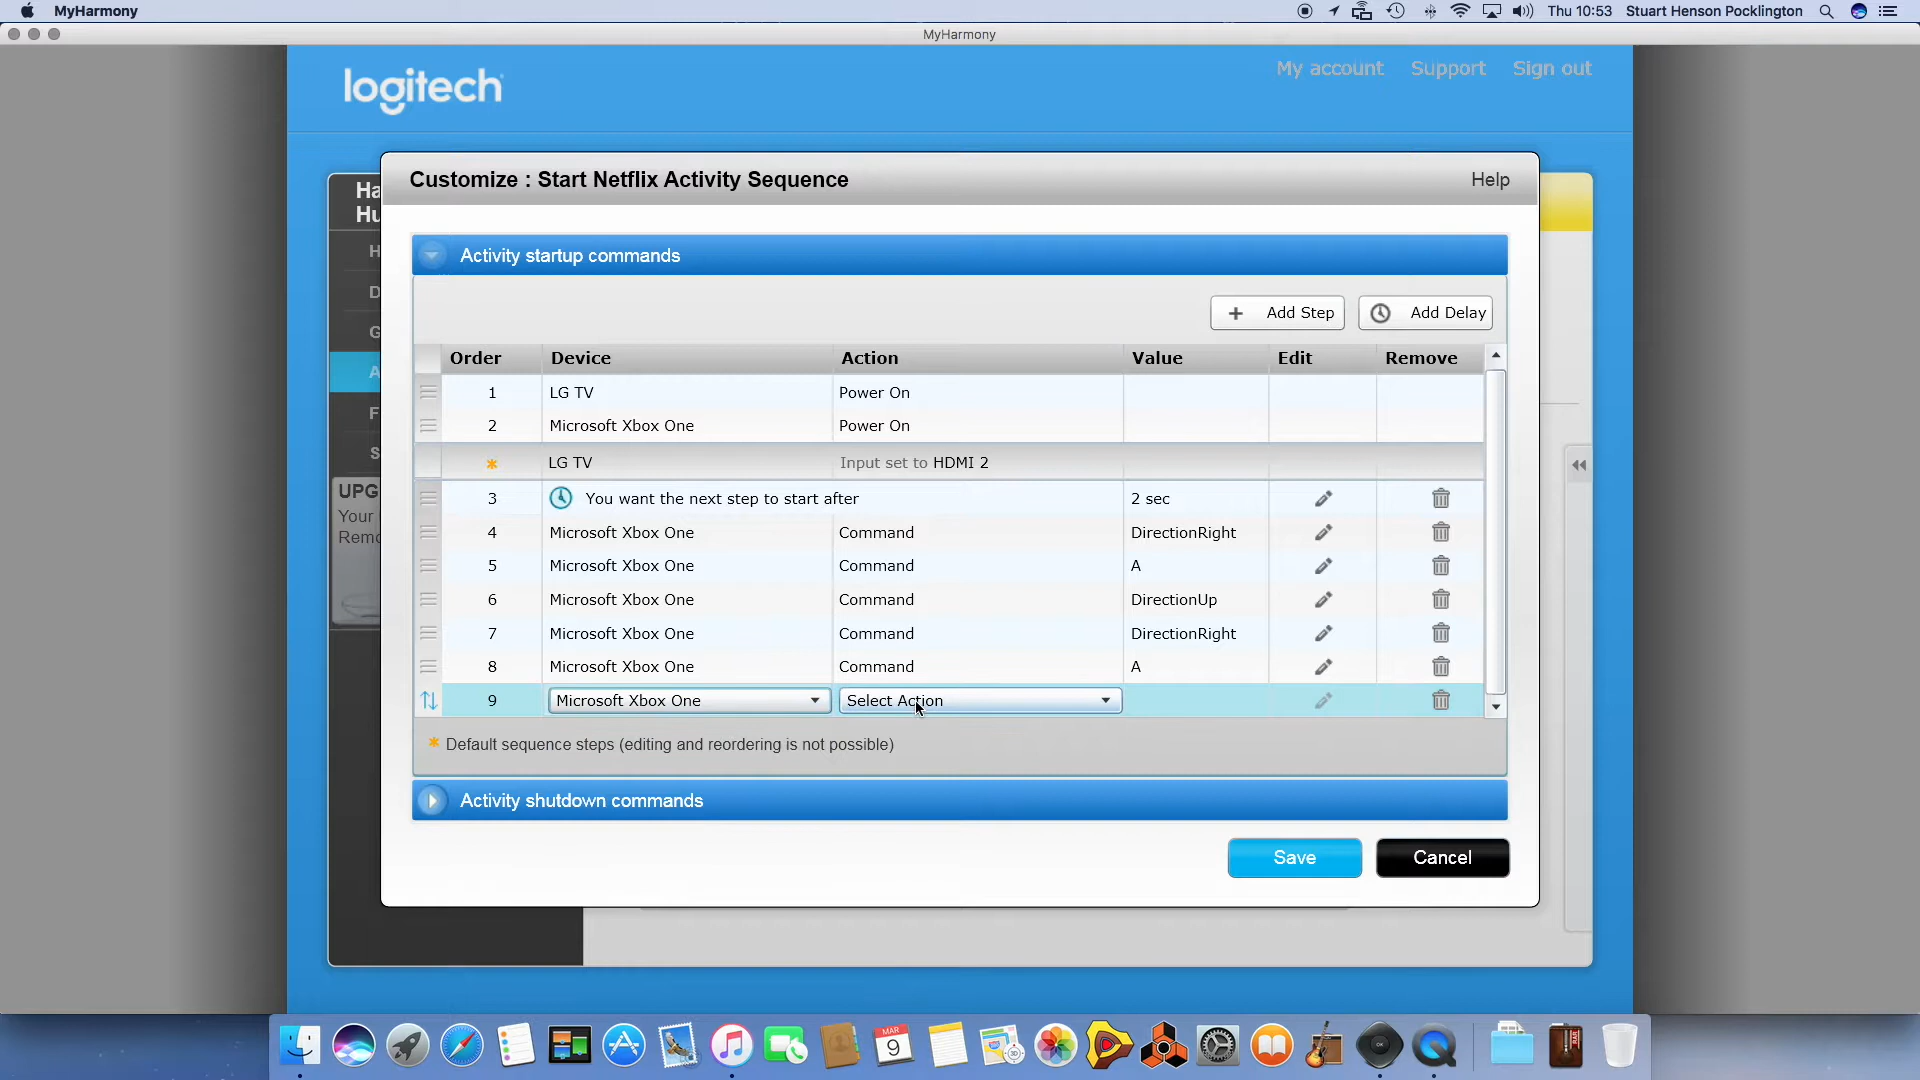 MyHarmony
Thu 10:53 Stuart Henson Pocklington
MyHarmony
logitech
My account Support Sign out
Ha
Hu
H
D
G
A
F
S
UPG
Your
Remo
Customize : Start Netflix Activity Sequence
Help
Activity startup commands
+ Add Step
Add Delay
Order Device Action Value Edit Remove
1 LG TV Power On
2 Microsoft Xbox One Power On
* LG TV Input set to HDMI 2
3 You want the next step to start after 2 sec
4 Microsoft Xbox One Command DirectionRight
5 Microsoft Xbox One Command A
6 Microsoft Xbox One Command DirectionUp
7 Microsoft Xbox One Command DirectionRight
8 Microsoft Xbox One Command A
9 Microsoft Xbox One Select Action
* Default sequence steps (editing and reordering is not possible)
Activity shutdown commands
Save Cancel
MAR
9